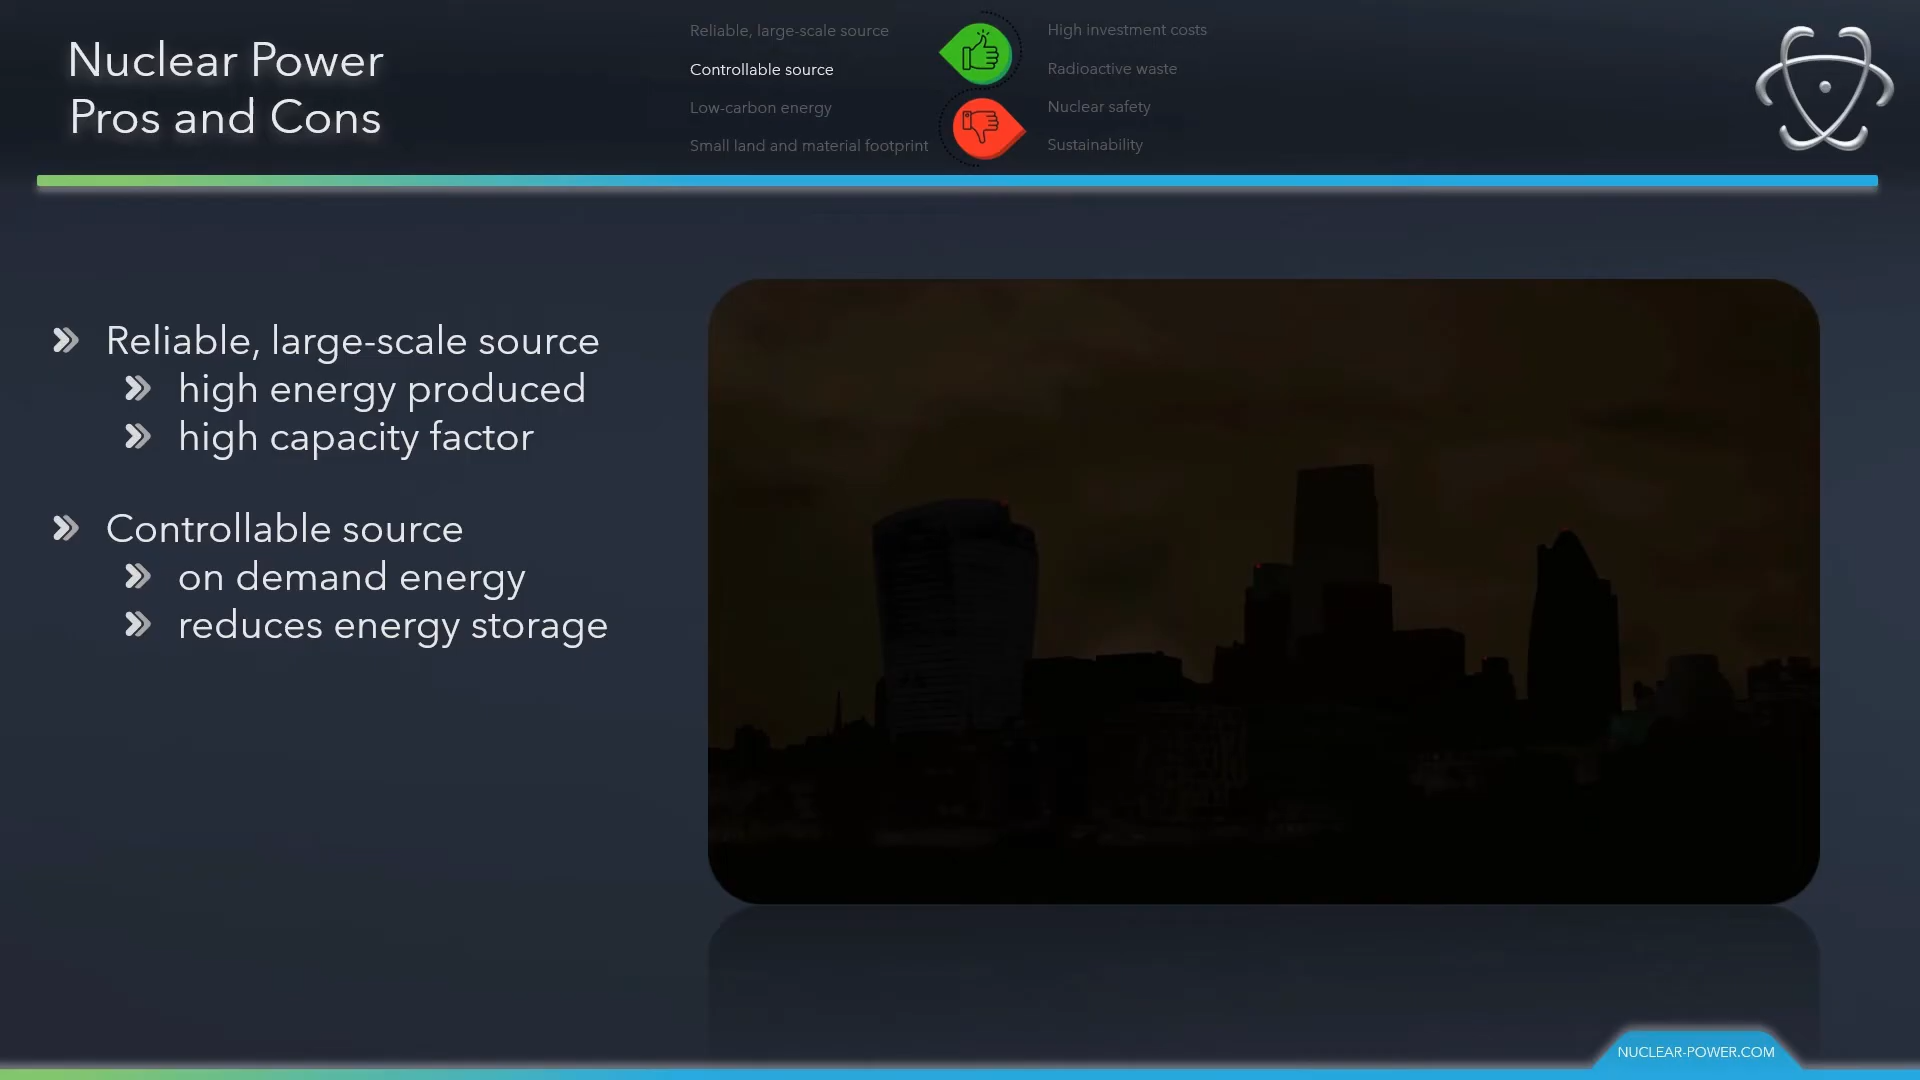 Nuclear Power
Pros and Cons
Reliable, large-scale source
Controllable source
Low-carbon energy
Small land and material footprint
High investment costs
Radioactive waste
Nuclear safety
Sustainability
Reliable, large-scale source
high energy produced
high capacity factor
Controllable source
on demand energy
reduces energy storage
NUCLEAR-POWER.COM